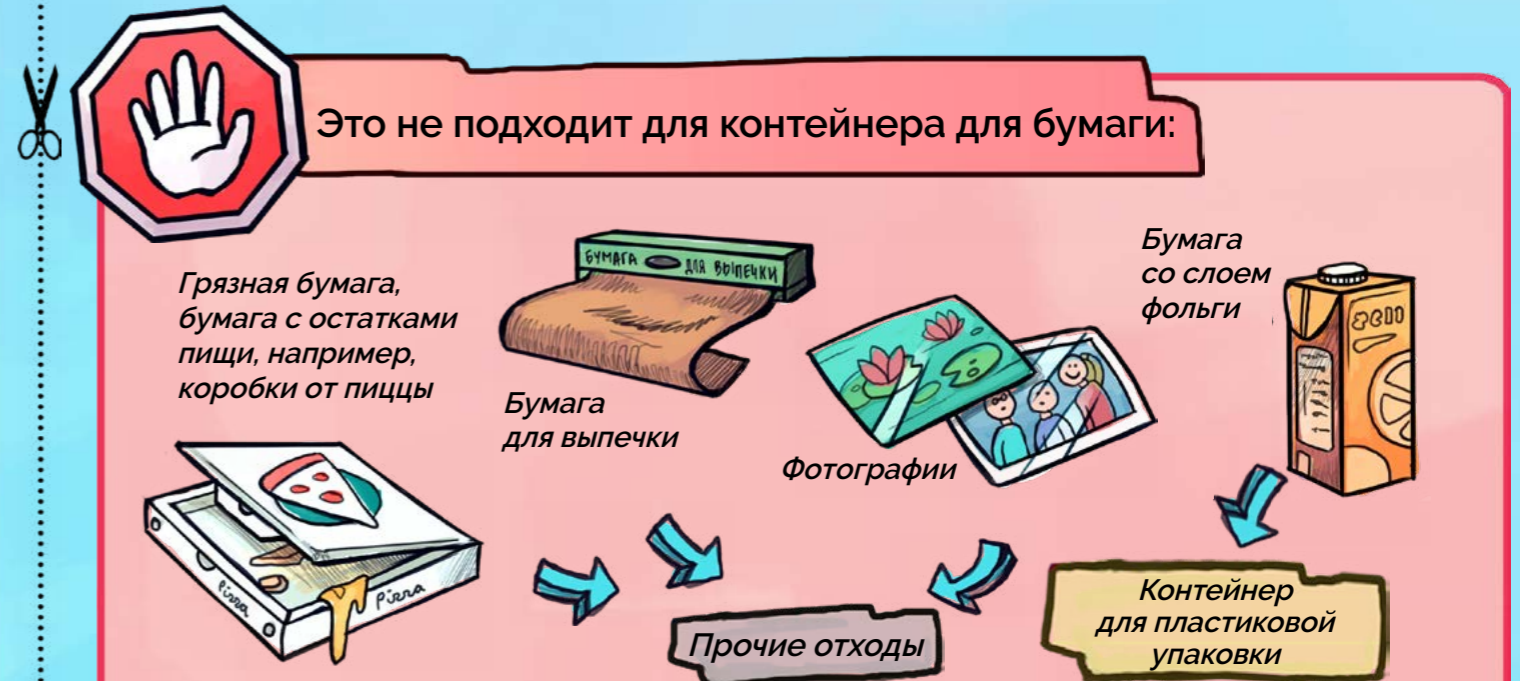 Это не подходит для контейнера для бумаги:
Грязная бумага,
бумага с остатками
пищи, например,
коробки от пиццы
БУМАГА ДЛЯ ВЫПЕЧКИ
Бумага
для выпечки
Фотографии
Бумага
со слоем
фольги
Pizza
Pizza
Прочие отходы
Контейнер
для пластиковой
упаковки